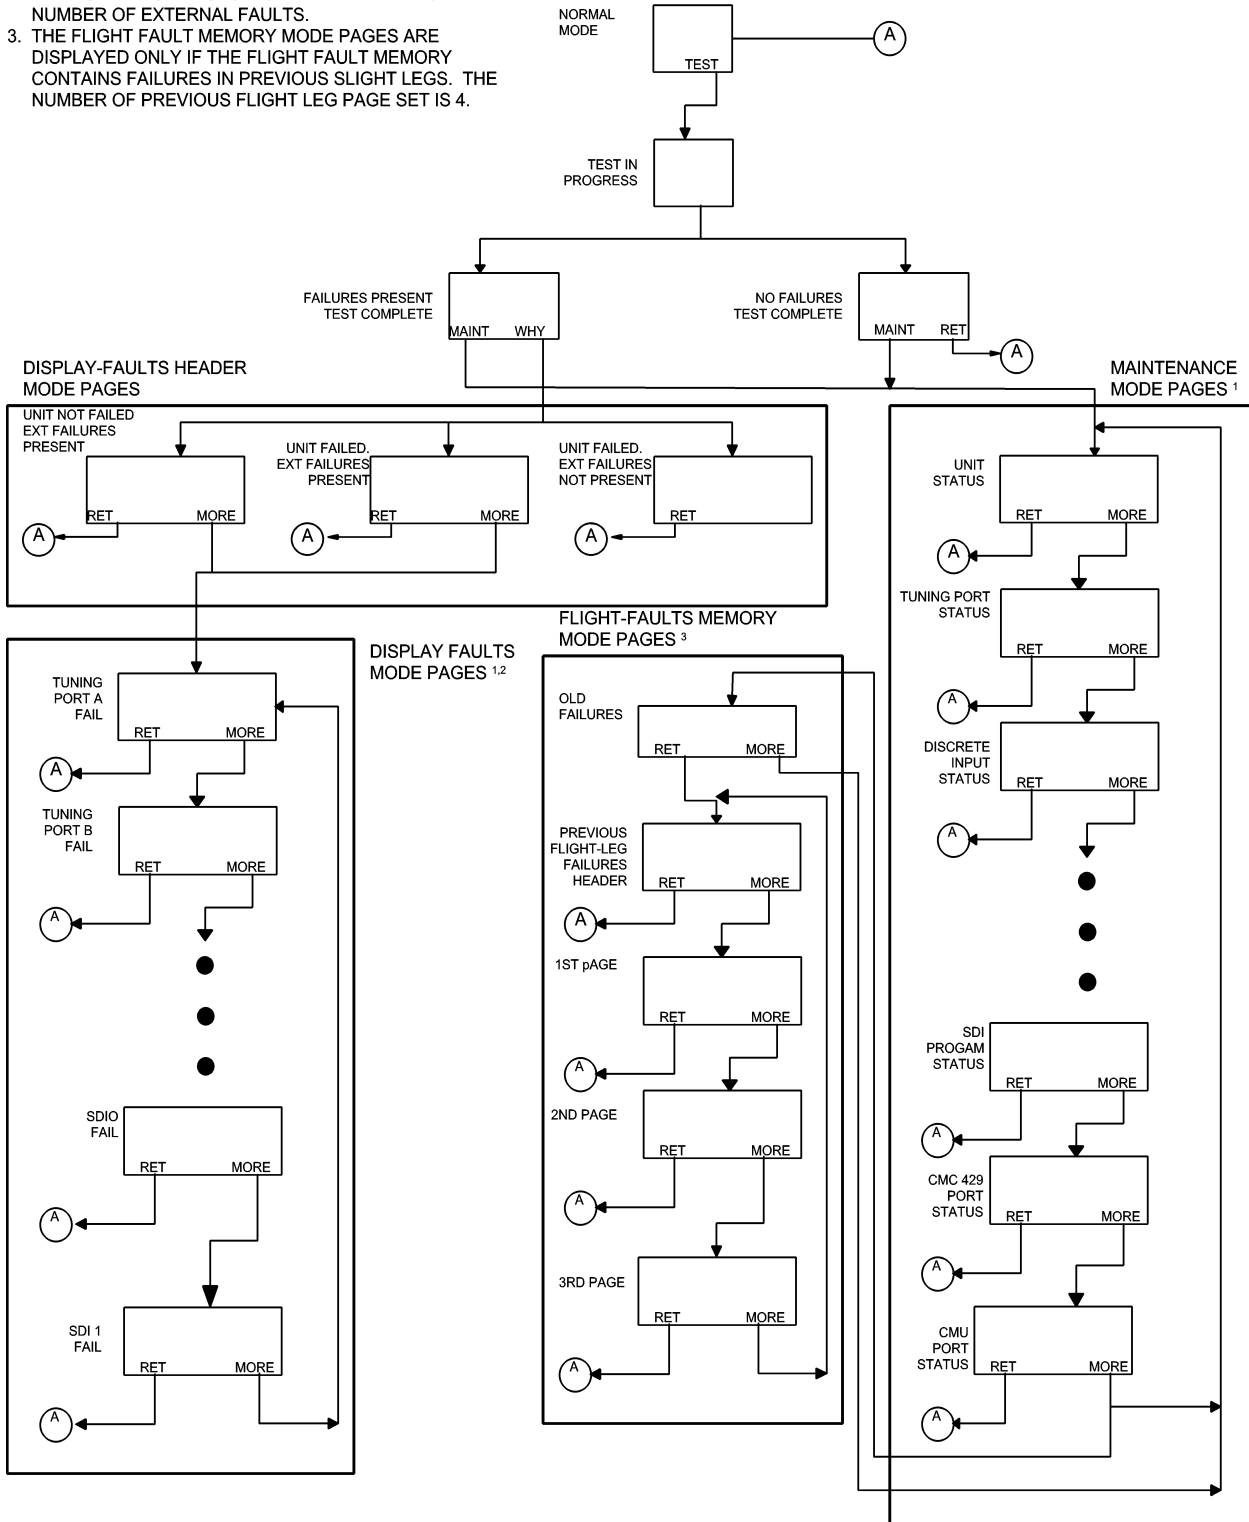 NUMBER OF EXTERNAL FAULTS.
3. THE FLIGHT FAULT MEMORY MODE PAGES ARE
DISPLAYED ONLY IF THE FLIGHT FAULT MEMORY
CONTAINS FAILURES IN PREVIOUS SLIGHT LEGS. THE
NUMBER OF PREVIOUS FLIGHT LEG PAGE SET IS 4.
NORMAL
MODE
TEST
A
TEST IN
PROGRESS
FAILURES PRESENT
TEST COMPLETE
MAINT WHY
NO FAILURES
TEST COMPLETE
MAINT RET
A
DISPLAY-FAULTS HEADER
MODE PAGES
UNIT NOT FAILED
EXT FAILURES
PRESENT
RET MORE
A
UNIT FAILED.
EXT FAILURES
PRESENT
RET MORE
A
UNIT FAILED.
EXT FAILURES
NOT PRESENT
RET
A
DISPLAY FAULTS
MODE PAGES 1,2
TUNING
PORT A
FAIL
RET MORE
A
TUNING
PORT B
FAIL
RET MORE
A
SDIO
FAIL
RET MORE
A
SDI 1
FAIL
RET MORE
A
FLIGHT-FAULTS MEMORY
MODE PAGES 3
OLD
FAILURES
RET MORE
PREVIOUS
FLIGHT-LEG
FAILURES
HEADER
RET MORE
A
1ST pAGE
RET MORE
A
2ND PAGE
RET MORE
A
3RD PAGE
RET MORE
A
MAINTENANCE
MODE PAGES 1
UNIT
STATUS
RET MORE
A
TUNING PORT
STATUS
RET MORE
A
DISCRETE
INPUT
STATUS
RET MORE
A
SDI
PROGAM
STATUS
RET MORE
A
CMC 429
PORT
STATUS
RET MORE
A
CMU
PORT
STATUS
RET MORE
A